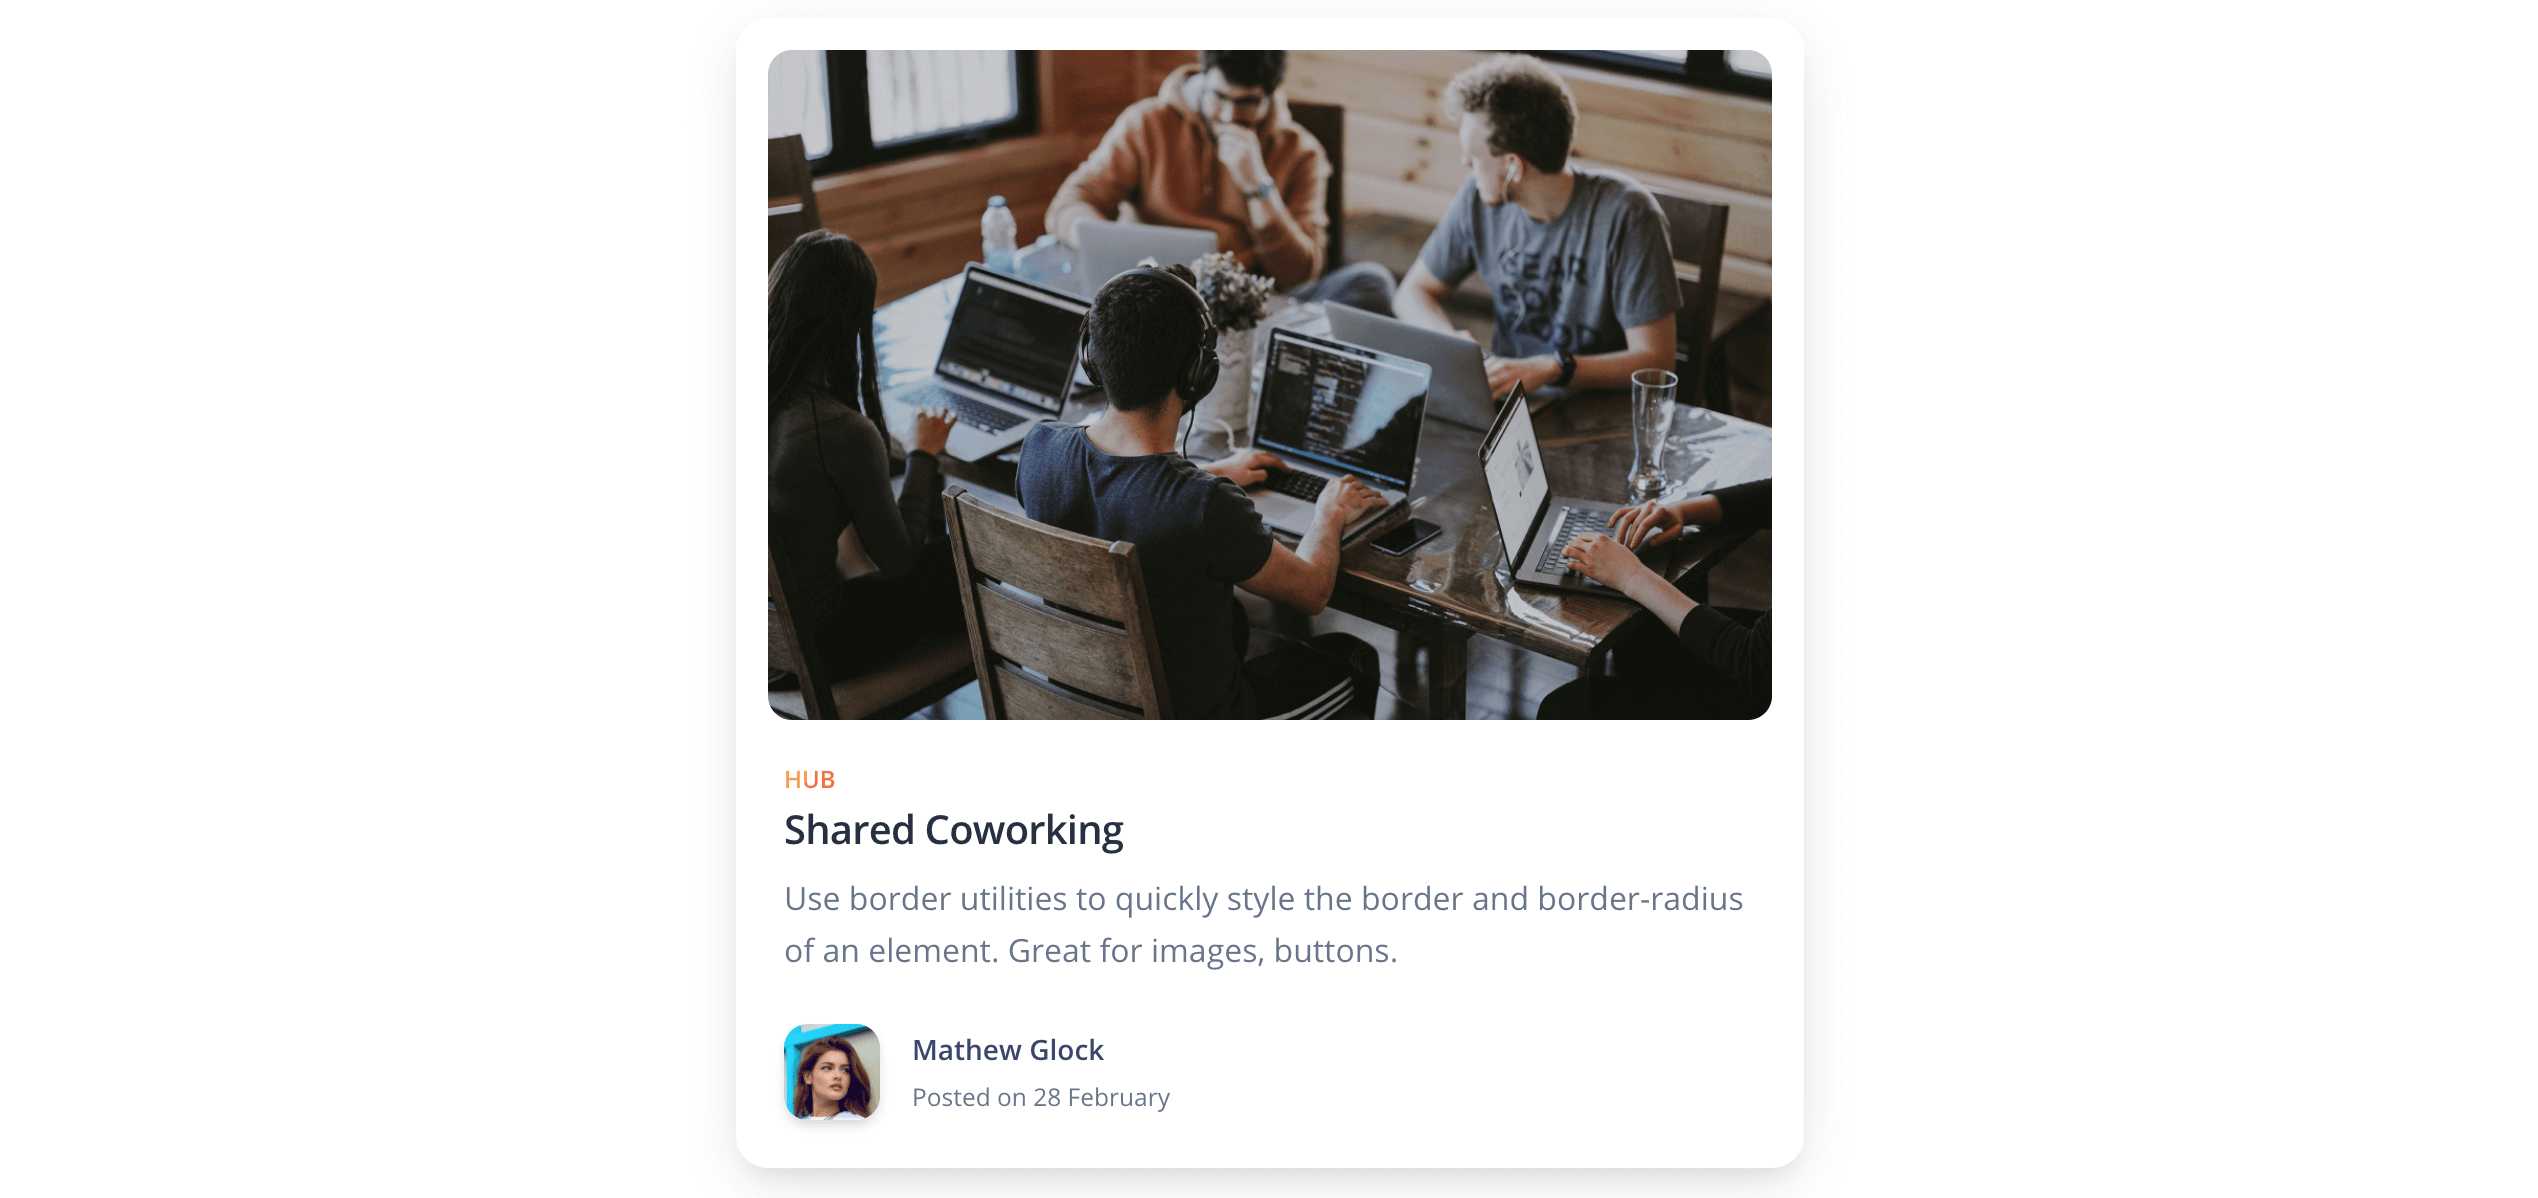 HUB
Shared Coworking
Use border utilities to quickly style the border and border-radius
of an element. Great for images, buttons.
Mathew Glock
Posted on 28 February